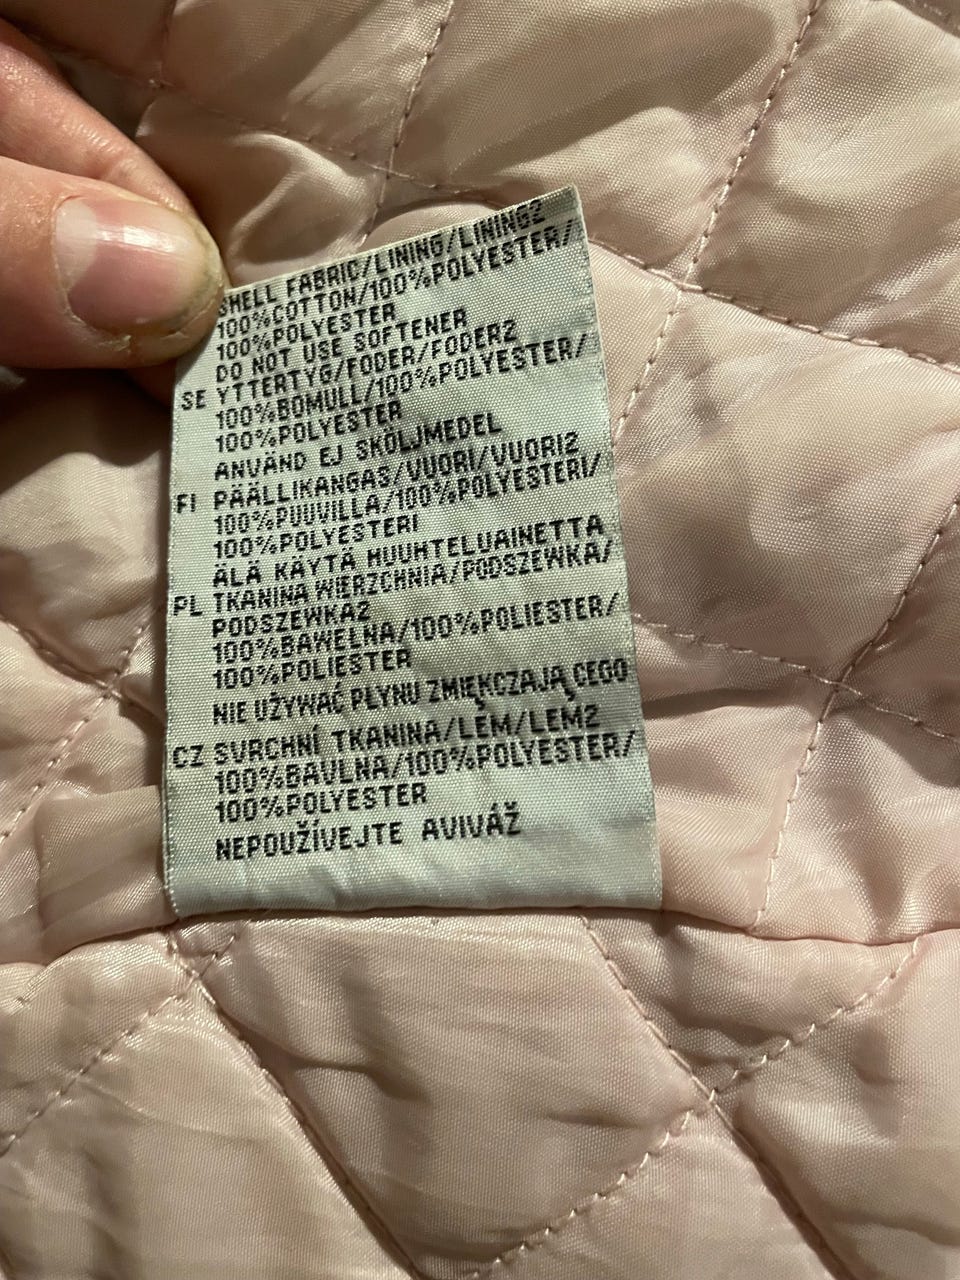 SHELL FABRIC/LINING/LINING2
100%COTTON/100%POLYESTER/
100%POLYESTER
DO NOT USE SOFTENER
SE YTTERTYG/FODER/FODER2
100%BOMULL/100%POLYESTER/
100%POLYESTER
ANVÄND EJ SKÖLJMEDEL
FI PÄÄLLIKANGAS/VUORI/VUORI2
100%PUUVILLA/100%POLYESTERI/
100%POLYESTERI
ÄLÄ KÄYTÄ HUUHTELUAINETTA
PL TKANINA WIERZCHNIA/PODSZEWKA/
PODSZEWKA2
100%BAWEŁNA/100%POLIESTER/
100%POLIESTER
NIE UŻYWAĆ PŁYNU ZMIĘKCZAJĄCEGO
CZ SVRCHNÍ TKANINA/LEM/LEM2
100%BAVLNA/100%POLYESTER/
100%POLYESTER
NEPOUŽÍVEJTE AVIVÁŽ